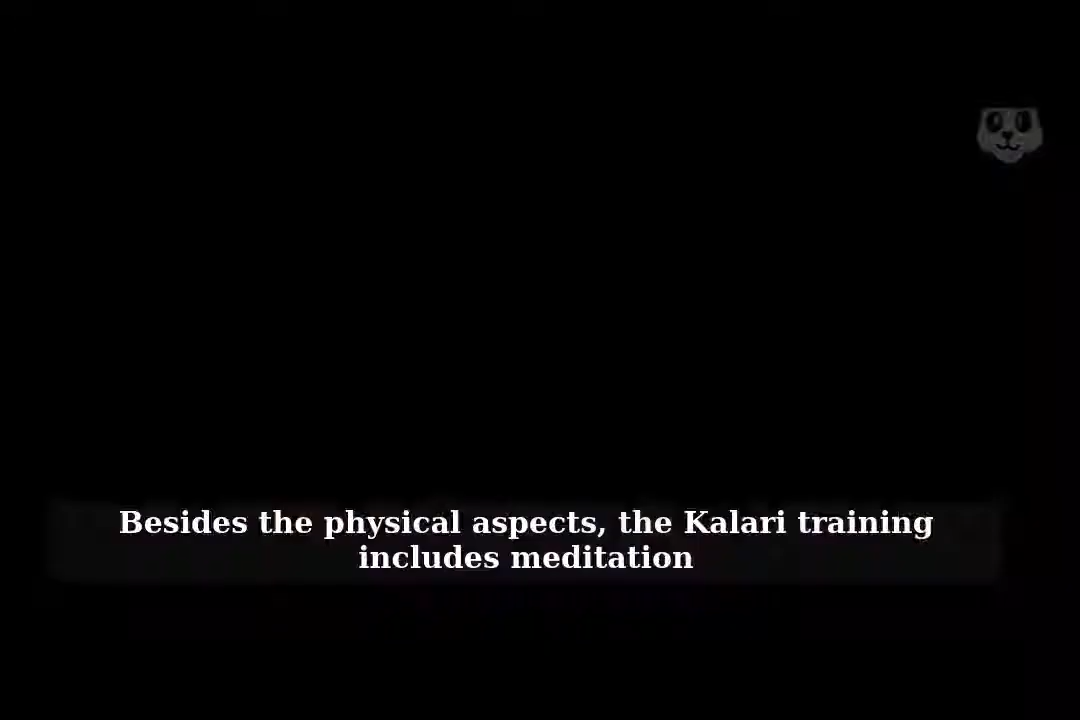 Besides the physical aspects, the Kalari training
includes meditation